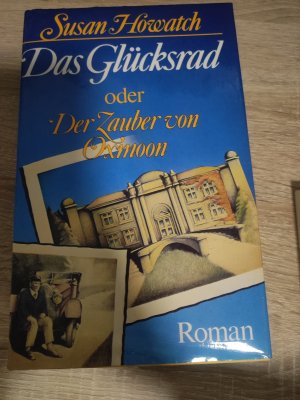 Susan Howatch
Das Glücksrad
oder
Der Zauber von
Oxmoon
Roman